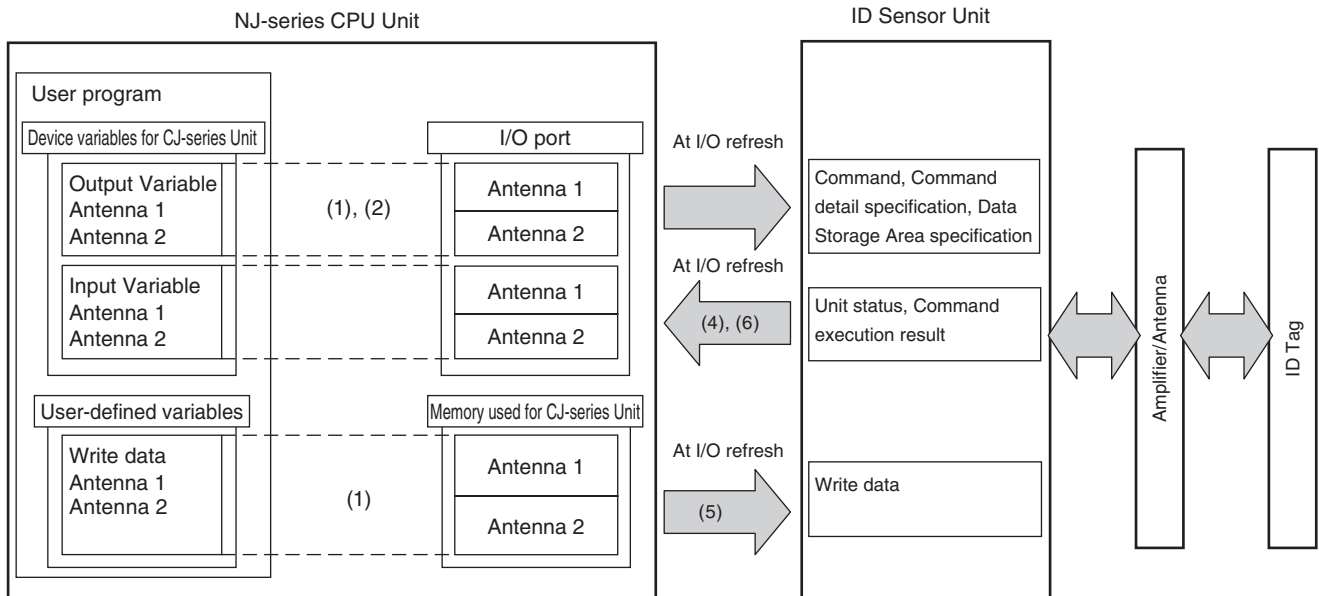 NJ-series CPU Unit
ID Sensor Unit
User program
Device variables for CJ-series Unit
I/O port
At I/O refresh
Output Variable
Antenna 1
Antenna 2
(1), (2)
Antenna 1
Antenna 2
Command, Command
detail specification, Data
Storage Area specification
At I/O refresh
Input Variable
Antenna 1
Antenna 2
Antenna 1
Antenna 2
(4), (6)
Unit status, Command
execution result
Amplifier/Antenna
ID Tag
User-defined variables
Memory used for CJ-series Unit
At I/O refresh
Write data
Antenna 1
Antenna 2
(1)
Antenna 1
Antenna 2
(5)
Write data